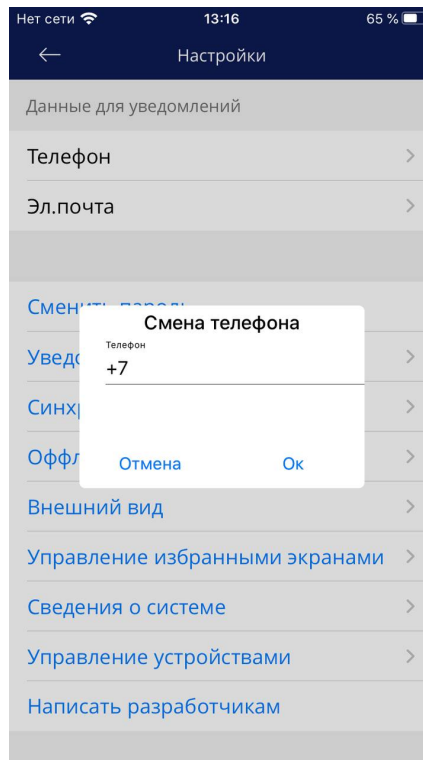 Нет сети 13:16 65 %
Настройки
Данные для уведомлений
Телефон
Эл.почта
Смена телефона
Телефон
+7
Отмена Ок
Внешний вид
Управление избранными экранами
Сведения о системе
Управление устройствами
Написать разработчикам